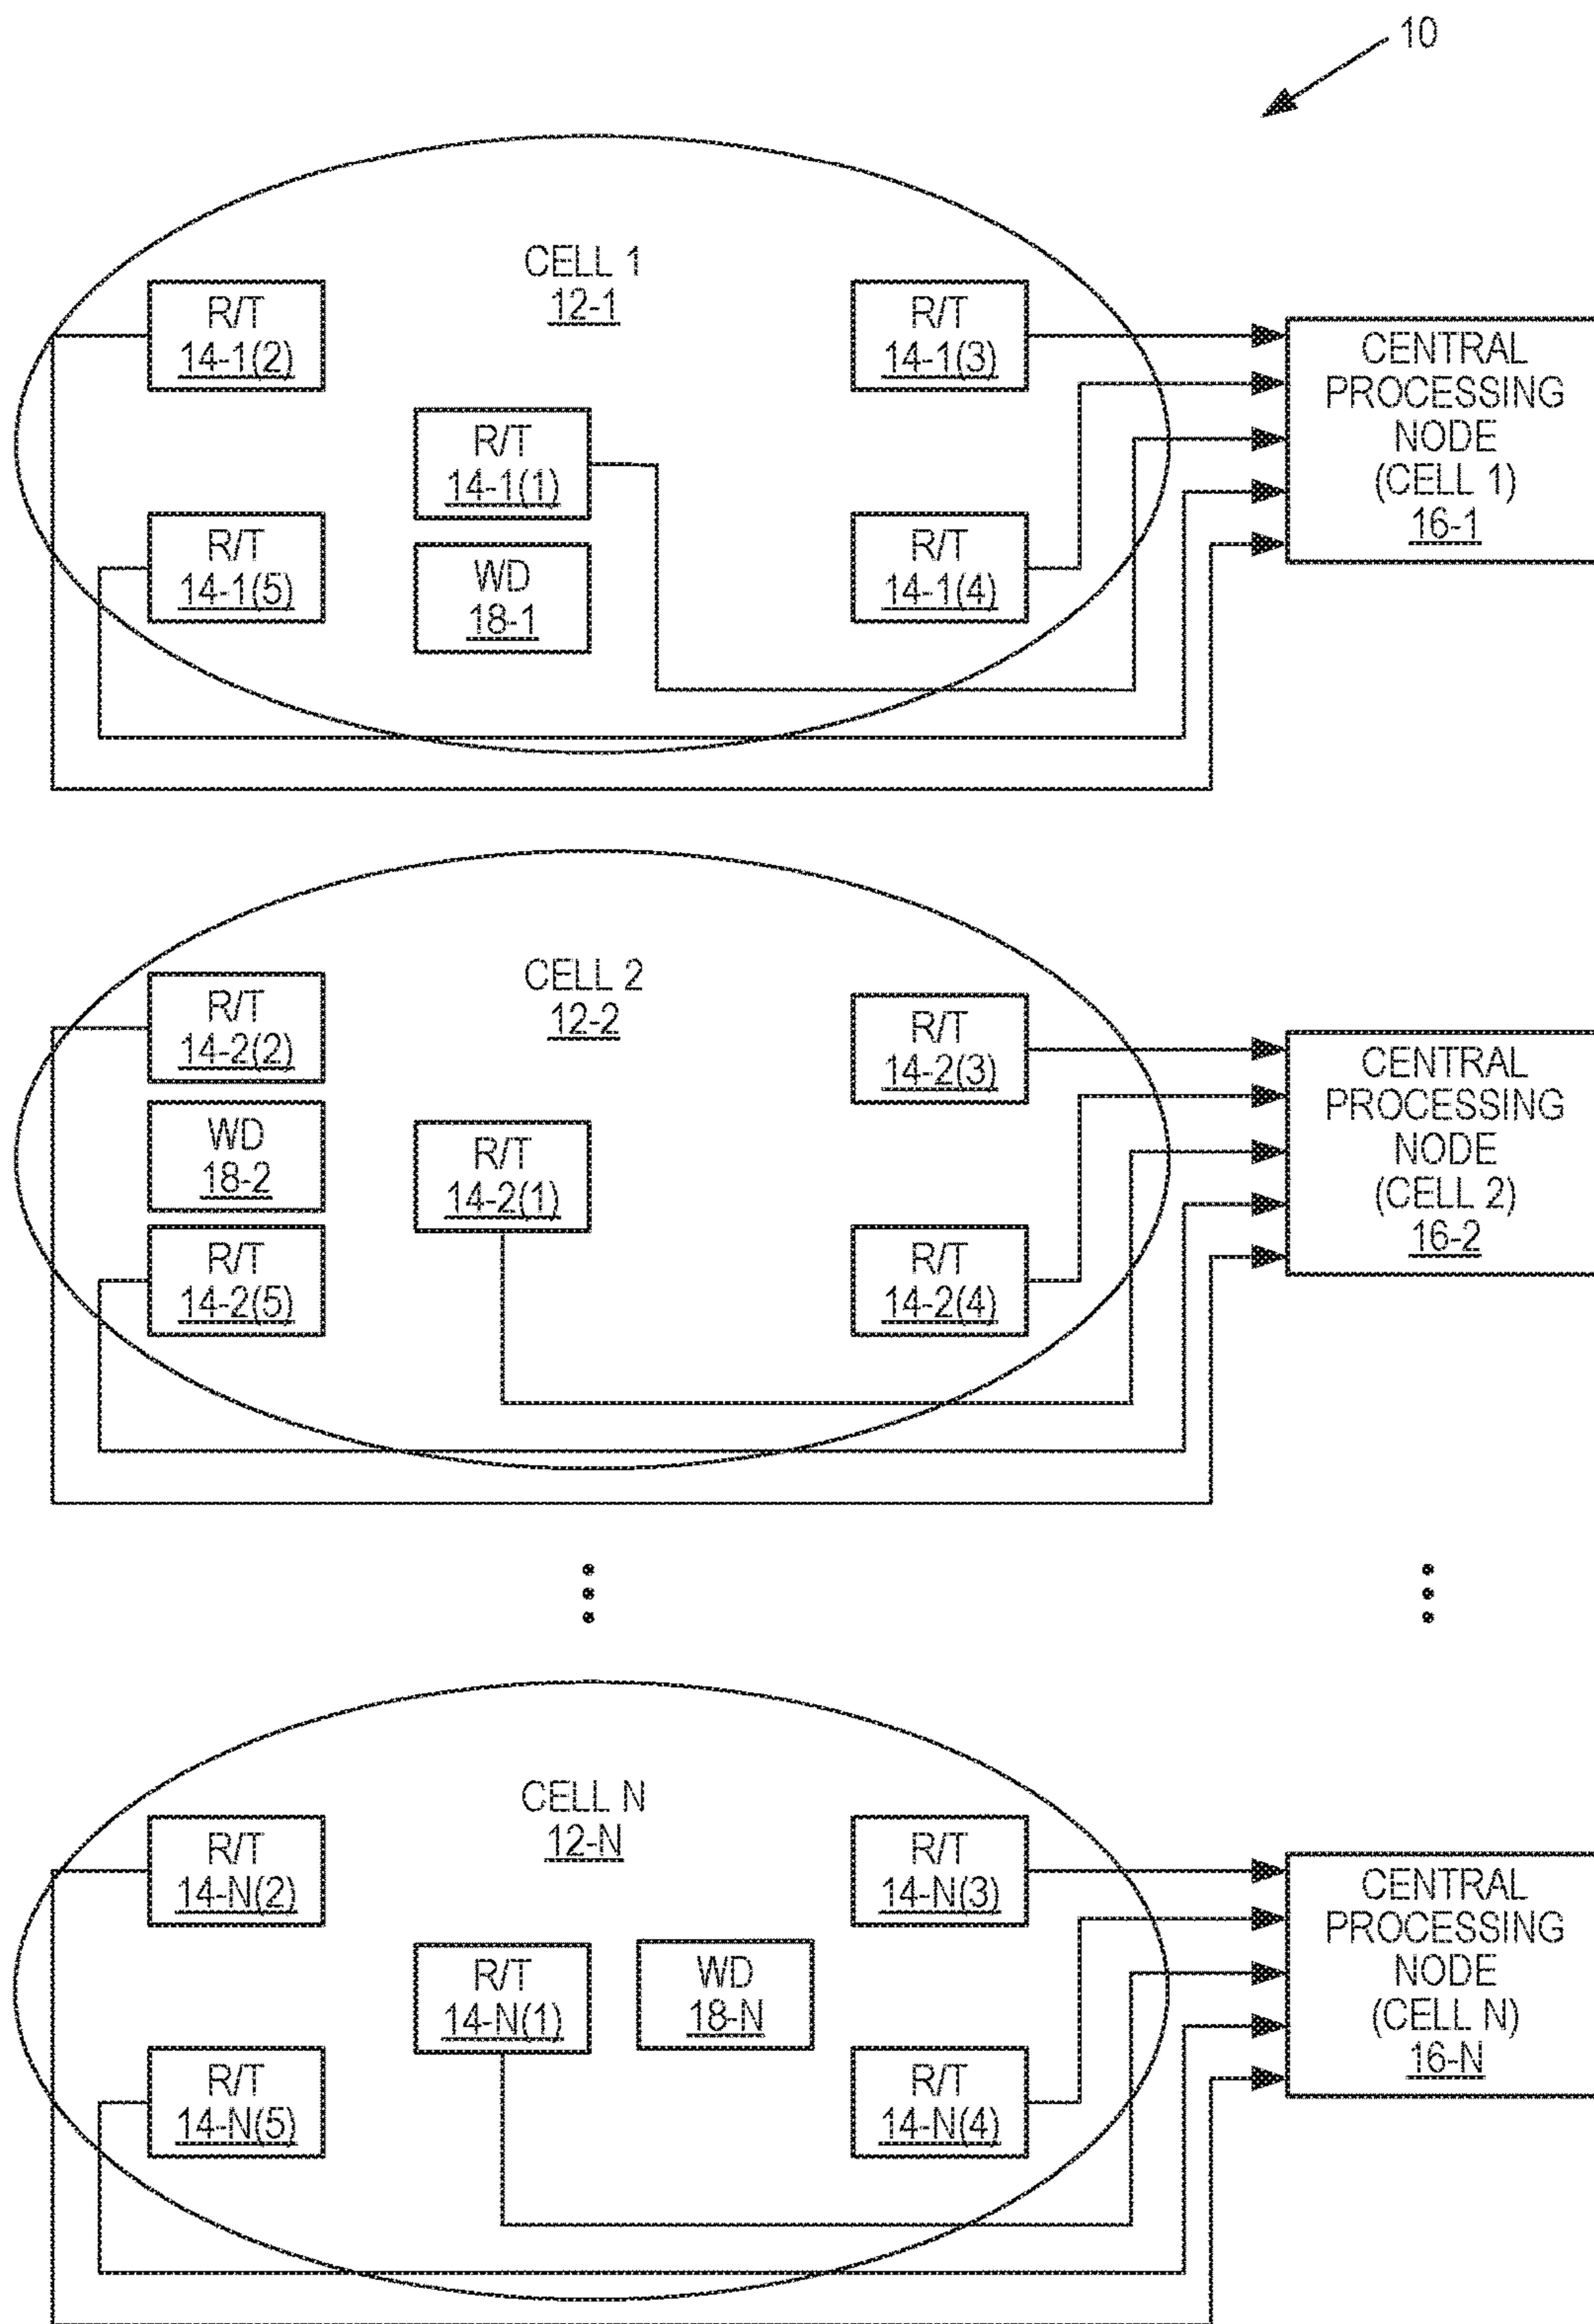 10
CELL 1
12-1
R/T
14-1(2)
R/T
14-1(3)
R/T
14-1(1)
R/T
14-1(5)
WD
18-1
R/T
14-1(4)
CENTRAL
PROCESSING
NODE
(CELL 1)
16-1
CELL 2
12-2
R/T
14-2(2)
R/T
14-2(3)
WD
18-2
R/T
14-2(1)
R/T
14-2(5)
R/T
14-2(4)
CENTRAL
PROCESSING
NODE
(CELL 2)
16-2
CELL N
12-N
R/T
14-N(2)
R/T
14-N(3)
R/T
14-N(1)
WD
18-N
R/T
14-N(5)
R/T
14-N(4)
CENTRAL
PROCESSING
NODE
(CELL N)
16-N